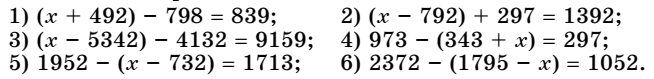 1) (x + 492) − 798 = 839; 2) (x − 792) + 297 = 1392;
3) (x − 5342) − 4132 = 9159; 4) 973 − (343 + x) = 297;
5) 1952 − (x − 732) = 1713; 6) 2372 − (1795 − x) = 1052.